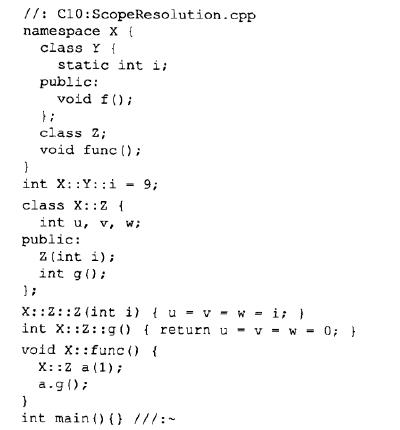 //: C10:ScopeResolution.cpp
namespace X {
  class Y {
    static int i;
  public:
    void f();
  };
  class Z;
  void func();
}
int X::Y::i = 9;
class X::Z {
  int u, v, w;
public:
  Z(int i);
  int g();
};
X::Z::Z(int i) { u = v = w = i; }
int X::Z::g() { return u = v = w = 0; }
void X::func() {
  X::Z a(1);
  a.g();
}
int main(){} ///:~